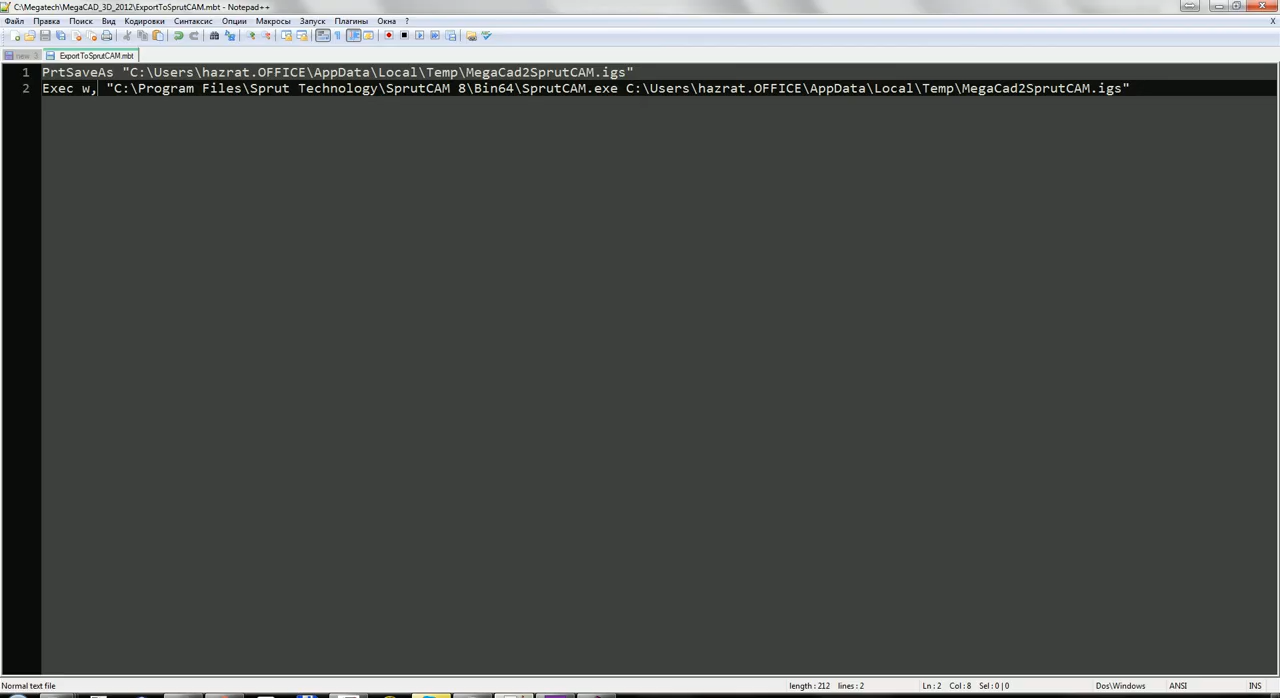 C:\Megatech\MegaCAD_3D_2012\ExportToSprutCAM.mbt - Notepad++
Файл Правка Поиск Вид Кодировки Синтаксис Опции Макросы Запуск Плагины Окна ? X
new 3 ExportToSprutCAM.mbt
1 PrtSaveAs "C:\Users\hazrat.OFFICE\AppData\Local\Temp\MegaCad2SprutCAM.igs"
2 Exec w, "C:\Program Files\Sprut Technology\SprutCAM 8\Bin64\SprutCAM.exe C:\Users\hazrat.OFFICE\AppData\Local\Temp\MegaCad2SprutCAM.igs"
Normal text file length : 212 lines : 2 Ln : 2 Col : 8 Sel : 0 | 0 Dos\Windows ANSI INS